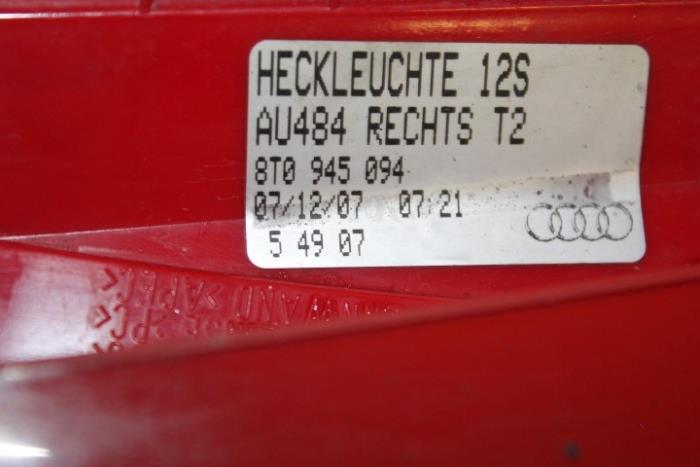 HECKLEUCHTE 12S
AU484 RECHTS T2
8T0 945 094
07/12/07 07:21
5 49 07